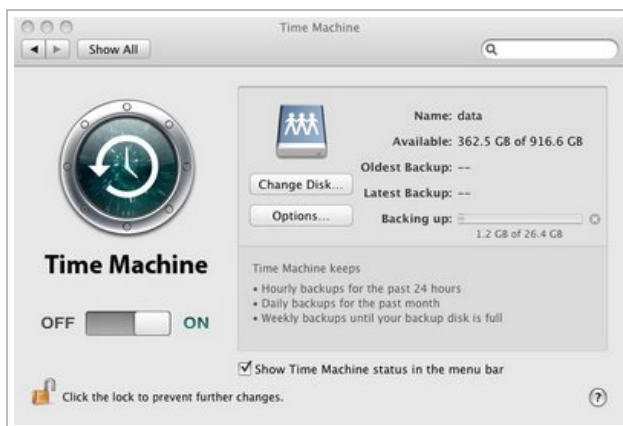 Time Machine
Show All
Name: data
Available: 362.5 GB of 916.6 GB
Oldest Backup: --
Change Disk...
Latest Backup: --
Options...
Backing up:
1.2 GB of 26.4 GB
Time Machine
Time Machine keeps
• Hourly backups for the past 24 hours
• Daily backups for the past month
• Weekly backups until your backup disk is full
OFF ON
Show Time Machine status in the menu bar
Click the lock to prevent further changes.
?